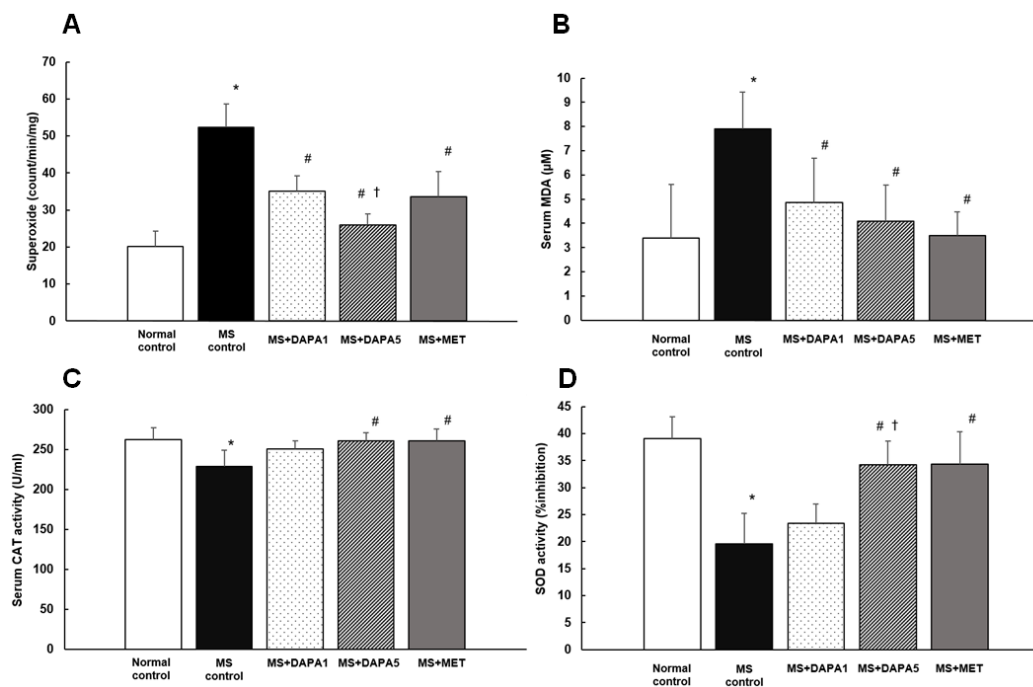 A
Superoxide (count/min/mg)
70
60
50
40
30
20
10
0
*
#
# †
#
Normal control
MS control
MS+DAPA1
MS+DAPA5
MS+MET
B
Serum MDA (µM)
10
9
8
7
6
5
4
3
2
1
0
*
#
#
#
Normal control
MS control
MS+DAPA1
MS+DAPA5
MS+MET
C
Serum CAT activity (U/ml)
300
250
200
150
100
50
0
*
#
#
Normal control
MS control
MS+DAPA1
MS+DAPA5
MS+MET
D
SOD activity (%inhibition)
45
40
35
30
25
20
15
10
5
0
*
# †
#
Normal control
MS control
MS+DAPA1
MS+DAPA5
MS+MET